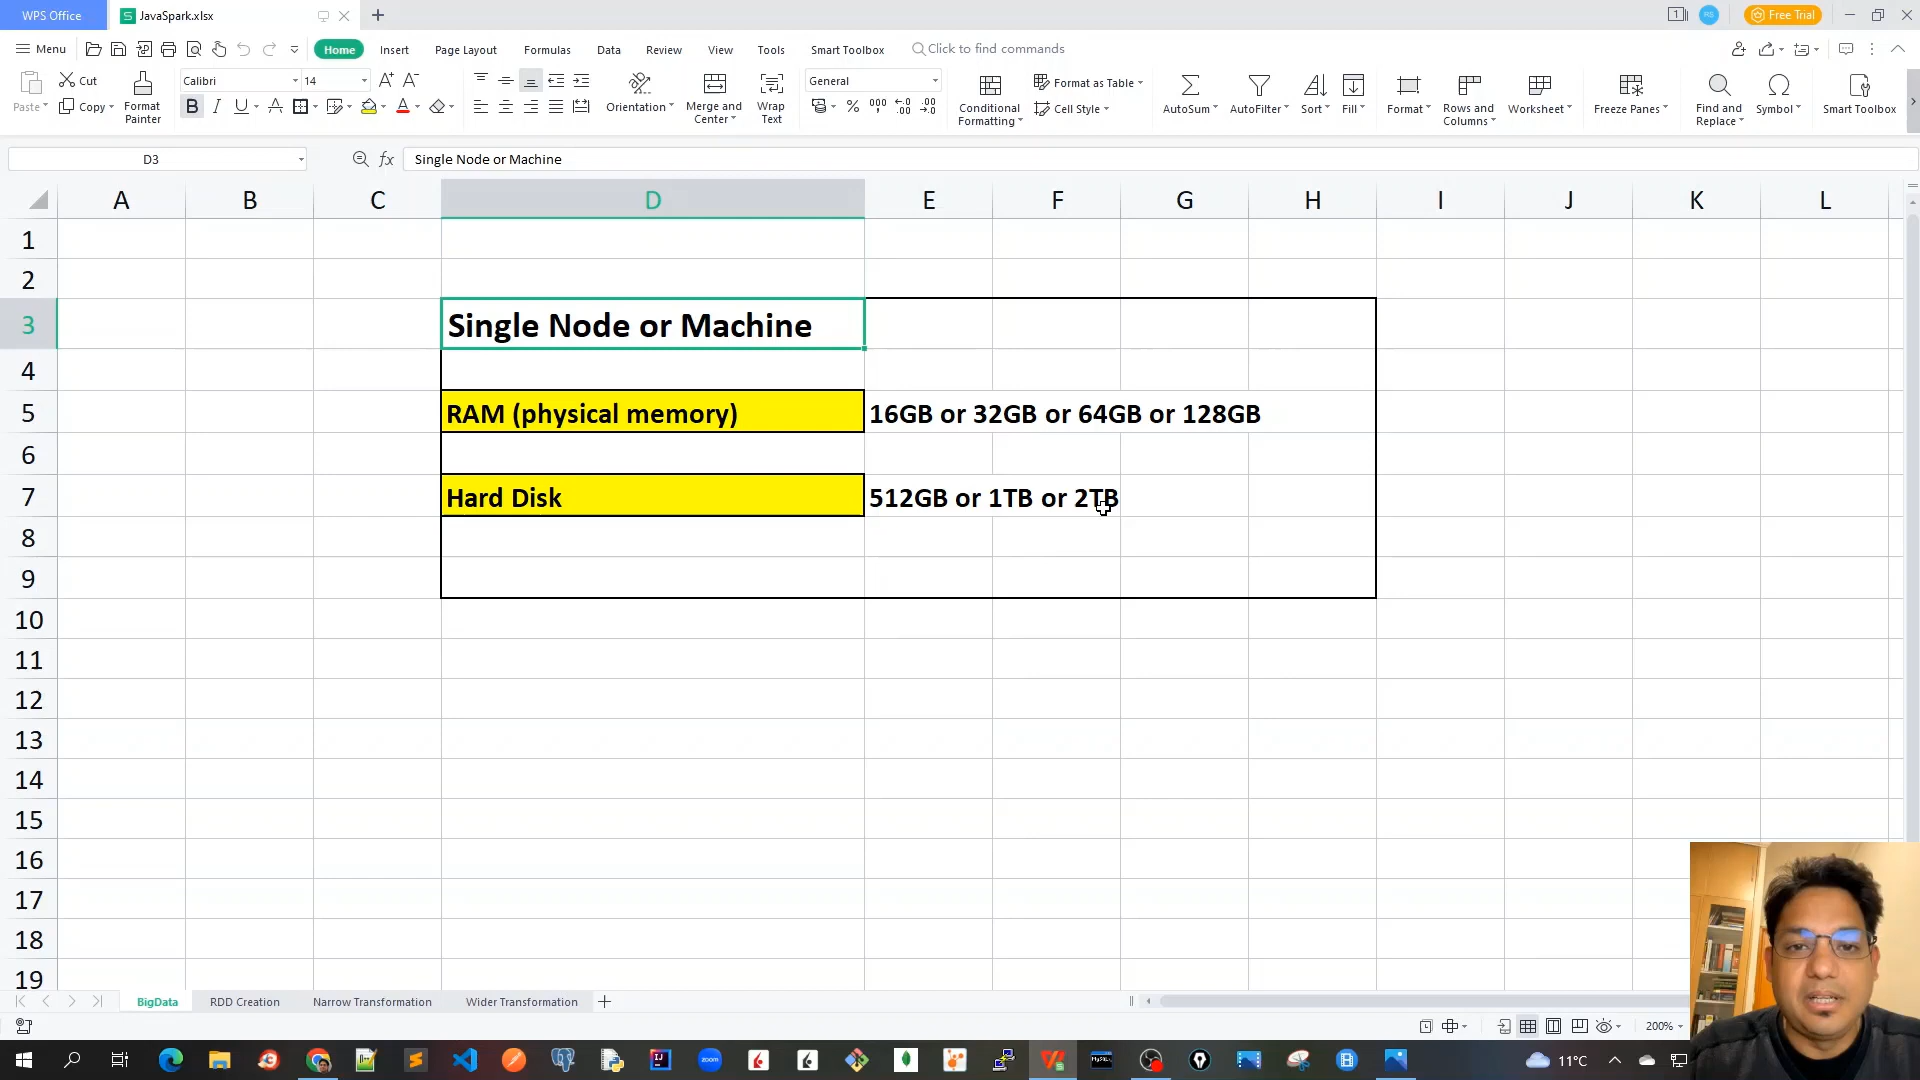 WPS Office
JavaSpark.xlsx
1
RS
Free Trial
Menu
Home
Insert
Page Layout
Formulas
Data
Review
View
Tools
Smart Toolbox
Click to find commands
Paste
Cut
Copy
Format Painter
Calibri
14
Orientation
Merge and Center
Wrap Text
General
Conditional Formatting
Format as Table
Cell Style
AutoSum
AutoFilter
Sort
Fill
Format
Rows and Columns
Worksheet
Freeze Panes
Find and Replace
Symbol
Smart Toolbox
D3
fx
Single Node or Machine
A B C D E F G H I J K L
1
2
3 Single Node or Machine
4
5 RAM (physical memory) 16GB or 32GB or 64GB or 128GB
6
7 Hard Disk 512GB or 1TB or 2TB
8
9
10
11
12
13
14
15
16
17
18
19
BigData RDD Creation Narrow Transformation Wider Transformation
200%
zoom
11°C